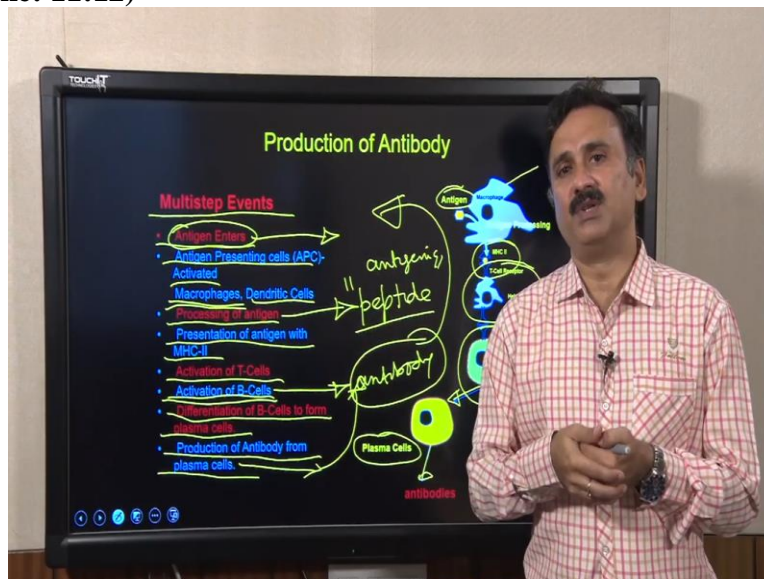 TOUCHIT
Production of Antibody
Multistep Events
• Antigen Enters
• Antigen Presenting cells (APC)-
Activated
Macrophages, Dendritic Cells
• Processing of antigen
• Presentation of antigen with
MHC-II
• Activation of T-Cells
• Activation of B-Cells
• Differentiation of B-Cells to form
plasma cells.
• Production of Antibody from
plasma cells.
antigenic
peptide
antibody
Antigen
Macrophage
Processing
MHC II
T-Cell Receptor
Plasma Cells
antibodies